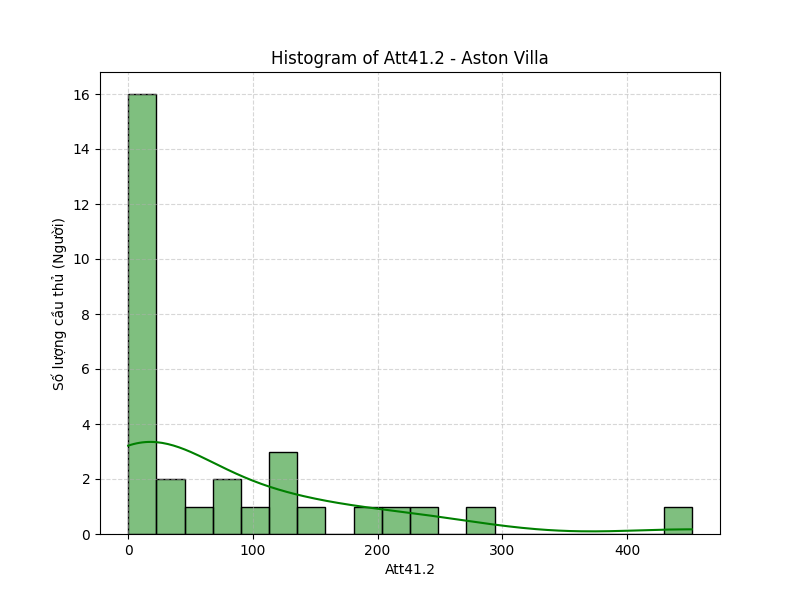 Histogram of Att41.2 - Aston Villa
Số lượng cầu thủ (Người)
16
14
12
10
8
6
4
2
0
0 100 200 300 400
Att41.2